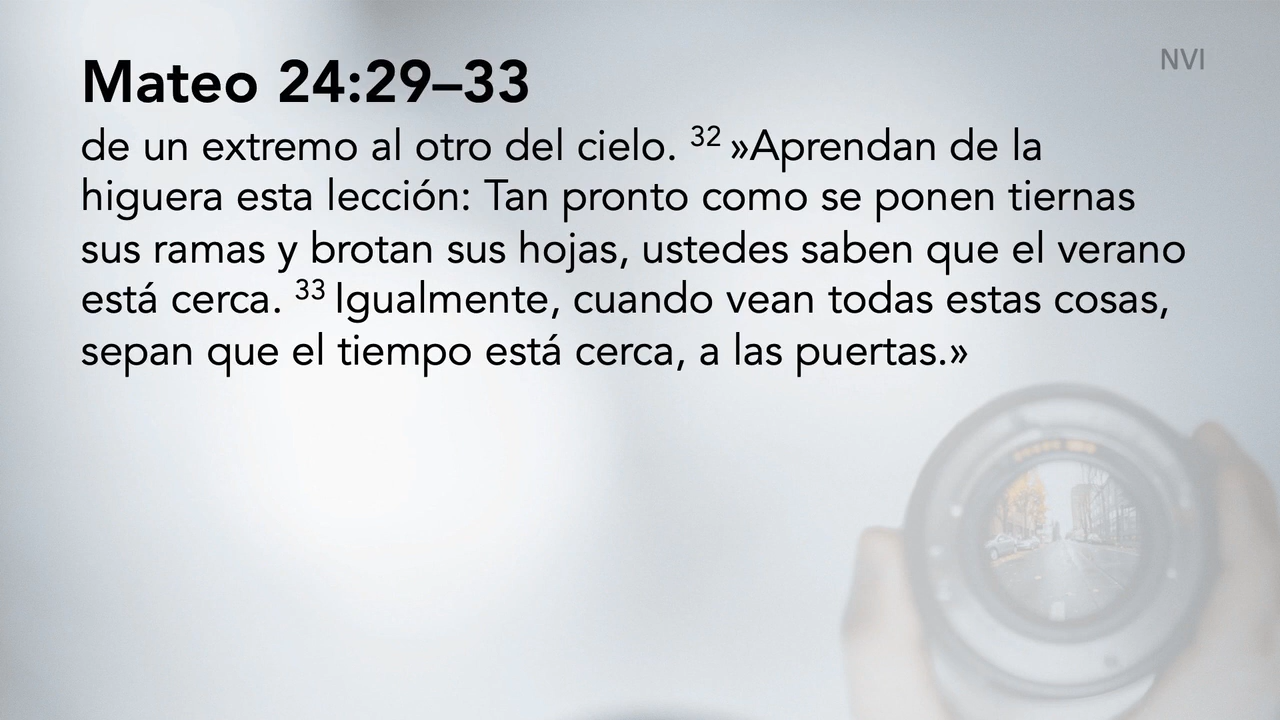 Mateo 24:29–33
NVI
de un extremo al otro del cielo. 32 »Aprendan de la
higuera esta lección: Tan pronto como se ponen tiernas
sus ramas y brotan sus hojas, ustedes saben que el verano
está cerca. 33 Igualmente, cuando vean todas estas cosas,
sepan que el tiempo está cerca, a las puertas.»